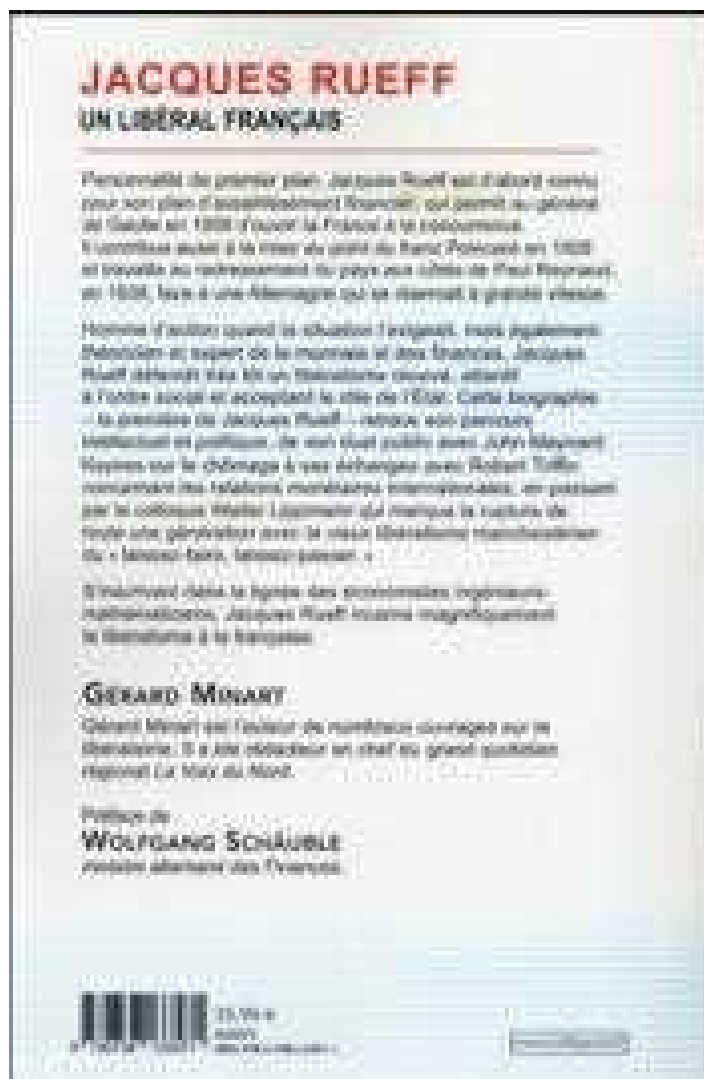 JACQUES RUEFF
UN LIBÉRAL FRANÇAIS
Personnalité de premier plan, Jacques Rueff est d'abord connu
pour son plan d'assainissement financier, qui permit au général
de Gaulle en 1958 d'ouvrir la France à la concurrence.
Il contribua aussi à la mise au point du franc Poincaré en 1928
et travailla au redressement du pays aux côtés de Paul Reynaud,
en 1938, face à une Allemagne qui se réarmait à grande vitesse.
Homme d'action quand la situation l'exigeait, mais également
théoricien et expert de la monnaie et des finances, Jacques
Rueff défendit très tôt un libéralisme rénové, attentif
à l'ordre social et acceptant le rôle de l'État. Cette biographie
– la première de Jacques Rueff – retrace son parcours
intellectuel et politique, de son duel public avec John Maynard
Keynes sur le chômage à ses échanges avec Robert Triffin
concernant les relations monétaires internationales, en passant
par le colloque Walter Lippmann qui marqua la rupture de
toute une génération avec le vieux libéralisme manchestérien
du « laissez-faire, laissez-passer. »
S'inscrivant dans la lignée des économistes ingénieurs-
mathématiciens, Jacques Rueff incarne magnifiquement
le libéralisme à la française.
GÉRARD MINART
Gérard Minart est l'auteur de nombreux ouvrages sur le
libéralisme. Il a été rédacteur en chef du grand quotidien
régional La Voix du Nord.
Préface de
WOLFGANG SCHÄUBLE
ministre allemand des Finances.